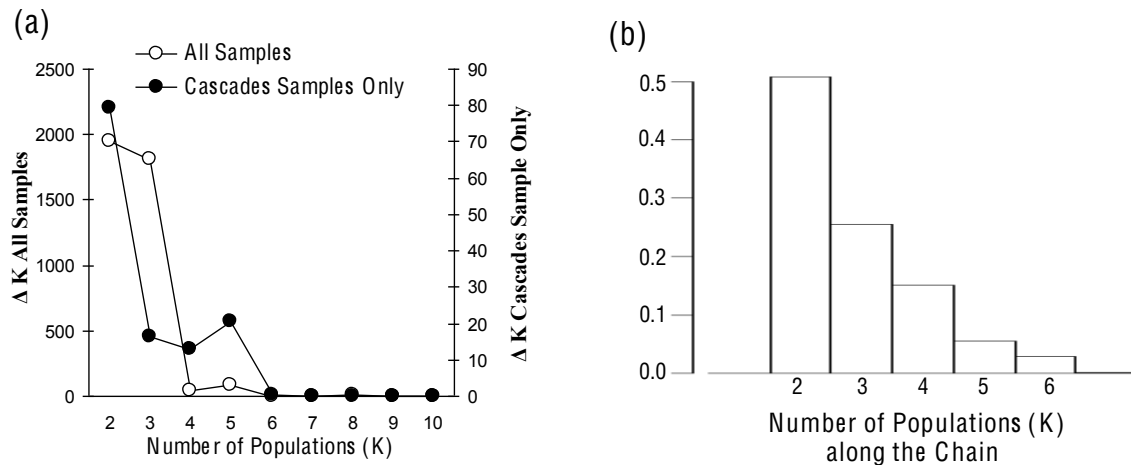 (a)
All Samples
Cascades Samples Only
2500
2000
1500
1000
500
0
Δ K All Samples
90
80
70
60
50
40
30
20
10
0
Δ K Cascades Sample Only
2 3 4 5 6 7 8 9 10
Number of Populations (K)
(b)
0.5
0.4
0.3
0.2
0.1
0.0
2 3 4 5 6
Number of Populations (K)
along the Chain